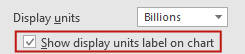 Display units Billions
Show display units label on chart